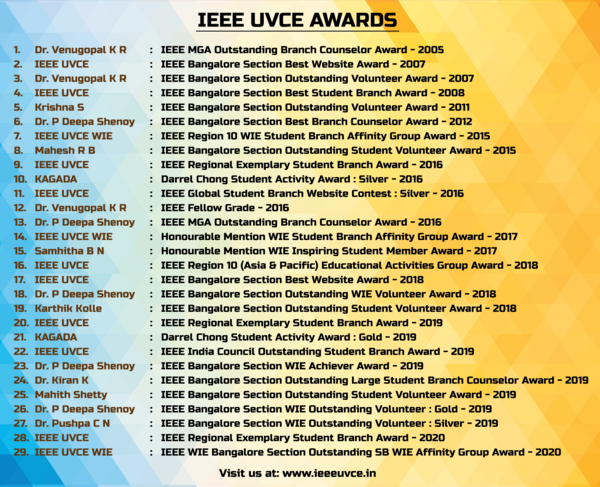 IEEE UVCE AWARDS
1. Dr. Venugopal K R : IEEE MGA Outstanding Branch Counselor Award - 2005
2. IEEE UVCE : IEEE Bangalore Section Best Website Award - 2007
3. Dr. Venugopal K R : IEEE Bangalore Section Outstanding Volunteer Award - 2007
4. IEEE UVCE : IEEE Bangalore Section Best Student Branch Award - 2008
5. Krishna S : IEEE Bangalore Section Outstanding Volunteer Award - 2011
6. Dr. P Deepa Shenoy : IEEE Bangalore Section Best Branch Counselor Award - 2012
7. IEEE UVCE WIE : IEEE Region 10 WIE Student Branch Affinity Group Award - 2015
8. Mahesh R B : IEEE Bangalore Section Outstanding Student Volunteer Award - 2015
9. IEEE UVCE : IEEE Regional Exemplary Student Branch Award - 2016
10. KAGADA : Darrel Chong Student Activity Award : Silver - 2016
11. IEEE UVCE : IEEE Global Student Branch Website Contest : Silver - 2016
12. Dr. Venugopal K R : IEEE Fellow Grade - 2016
13. Dr. P Deepa Shenoy : IEEE MGA Outstanding Branch Counselor Award - 2016
14. IEEE UVCE WIE : Honourable Mention WIE Student Branch Affinity Group Award - 2017
15. Samhitha B N : Honourable Mention WIE Inspiring Student Member Award - 2017
16. IEEE UVCE : IEEE Region 10 (Asia & Pacific) Educational Activities Group Award - 2018
17. IEEE UVCE : IEEE Bangalore Section Best Website Award - 2018
18. Dr. P Deepa Shenoy : IEEE Bangalore Section Outstanding WIE Volunteer Award - 2018
19. Karthik Kolle : IEEE Bangalore Section Outstanding Student Volunteer Award - 2018
20. IEEE UVCE : IEEE Regional Exemplary Student Branch Award - 2019
21. KAGADA : Darrel Chong Student Activity Award : Gold - 2019
22. IEEE UVCE : IEEE India Council Outstanding Student Branch Award - 2019
23. Dr. P Deepa Shenoy : IEEE Bangalore Section WIE Achiever Award - 2019
24. Dr. Kiran K : IEEE Bangalore Section Outstanding Large Student Branch Counselor Award - 2019
25. Mahith Shetty : IEEE Bangalore Section Outstanding Student Volunteer Award - 2019
26. Dr. P Deepa Shenoy : IEEE Bangalore Section WIE Outstanding Volunteer : Gold - 2019
27. Dr. Pushpa C N : IEEE Bangalore Section WIE Outstanding Volunteer : Silver - 2019
28. IEEE UVCE : IEEE Regional Exemplary Student Branch Award - 2020
29. IEEE UVCE WIE : IEEE WIE Bangalore Section Outstanding SB WIE Affinity Group Award - 2020
Visit us at: www.ieeeuvce.in